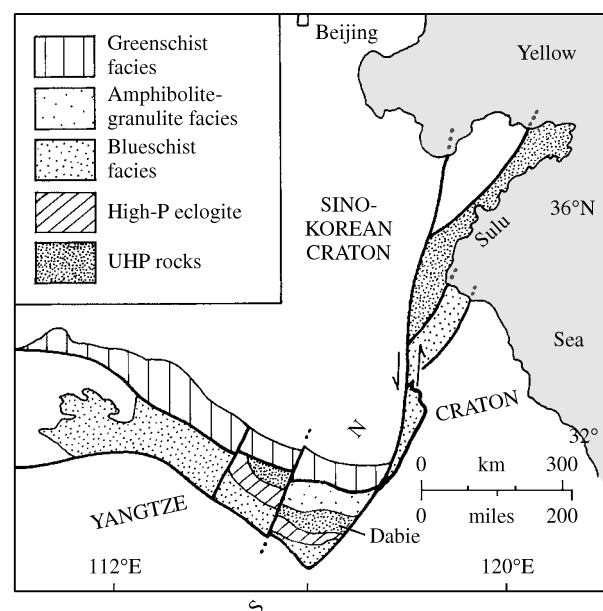 Greenschist
facies
Amphibolite-
granulite facies
Blueschist
facies
High-P eclogite
UHP rocks
Beijing
Yellow
SINO-
KOREAN
CRATON
36°N
Sulu
Sea
N
CRATON
32°
0 km 300
0 miles 200
YANGTZE
Dabie
112°E
120°E
S